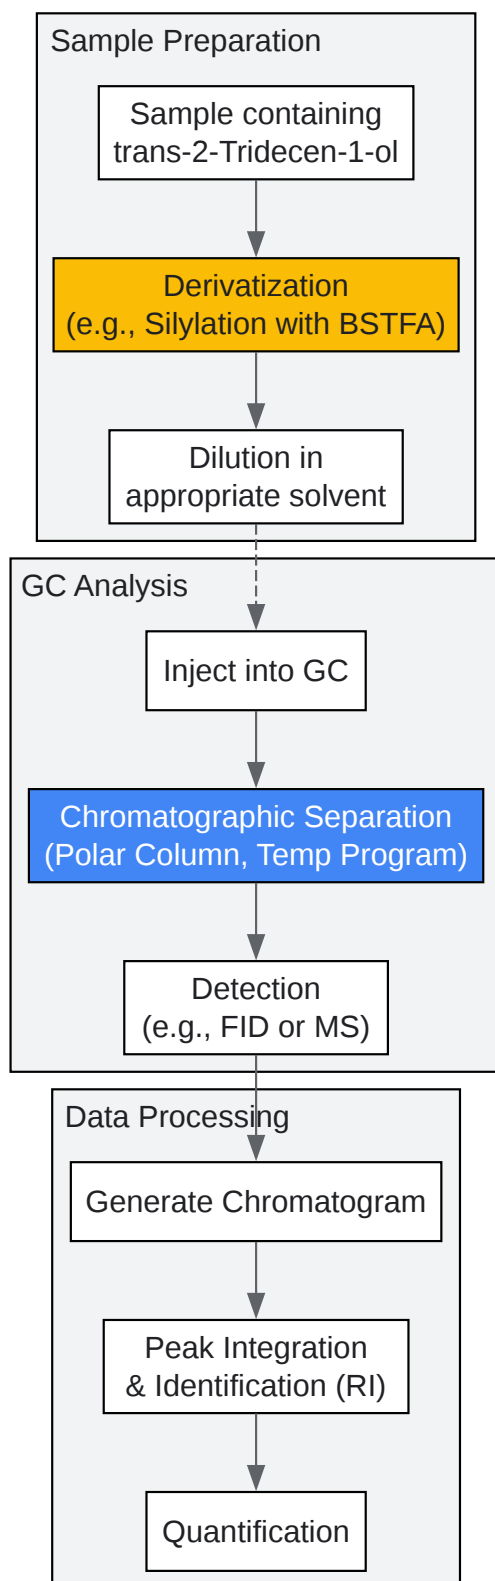 Sample Preparation
Sample containing
trans-2-Tridecen-1-ol
Derivatization
(e.g., Silylation with BSTFA)
Dilution in
appropriate solvent
GC Analysis
Inject into GC
Chromatographic Separation
(Polar Column, Temp Program)
Detection
(e.g., FID or MS)
Data Processing
Generate Chromatogram
Peak Integration
& Identification (RI)
Quantification